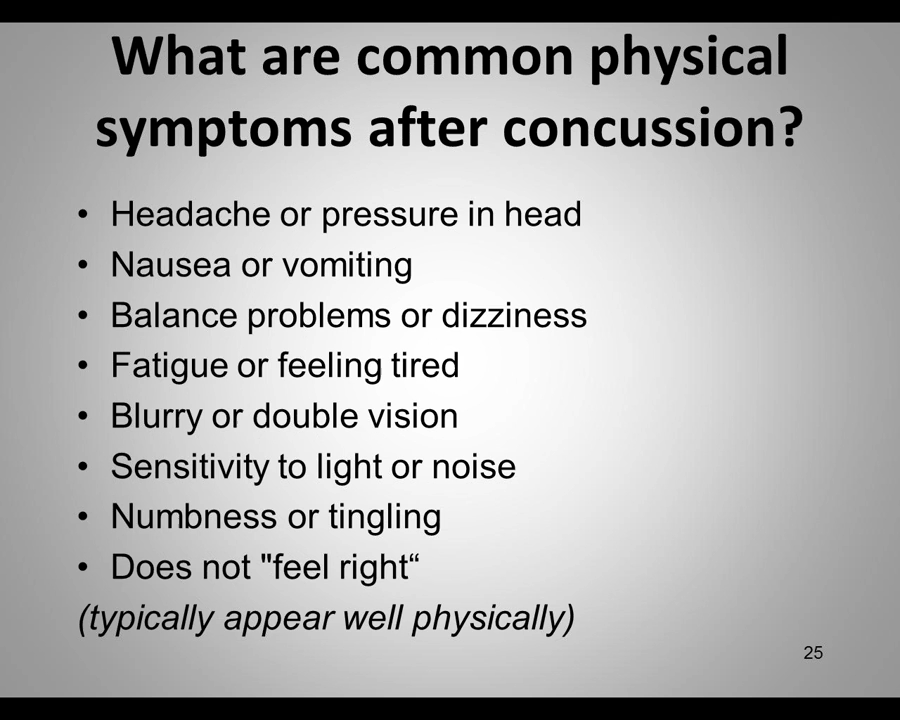 What are common physical
symptoms after concussion?
• Headache or pressure in head
• Nausea or vomiting
• Balance problems or dizziness
• Fatigue or feeling tired
• Blurry or double vision
• Sensitivity to light or noise
• Numbness or tingling
• Does not "feel right“
(typically appear well physically)
25